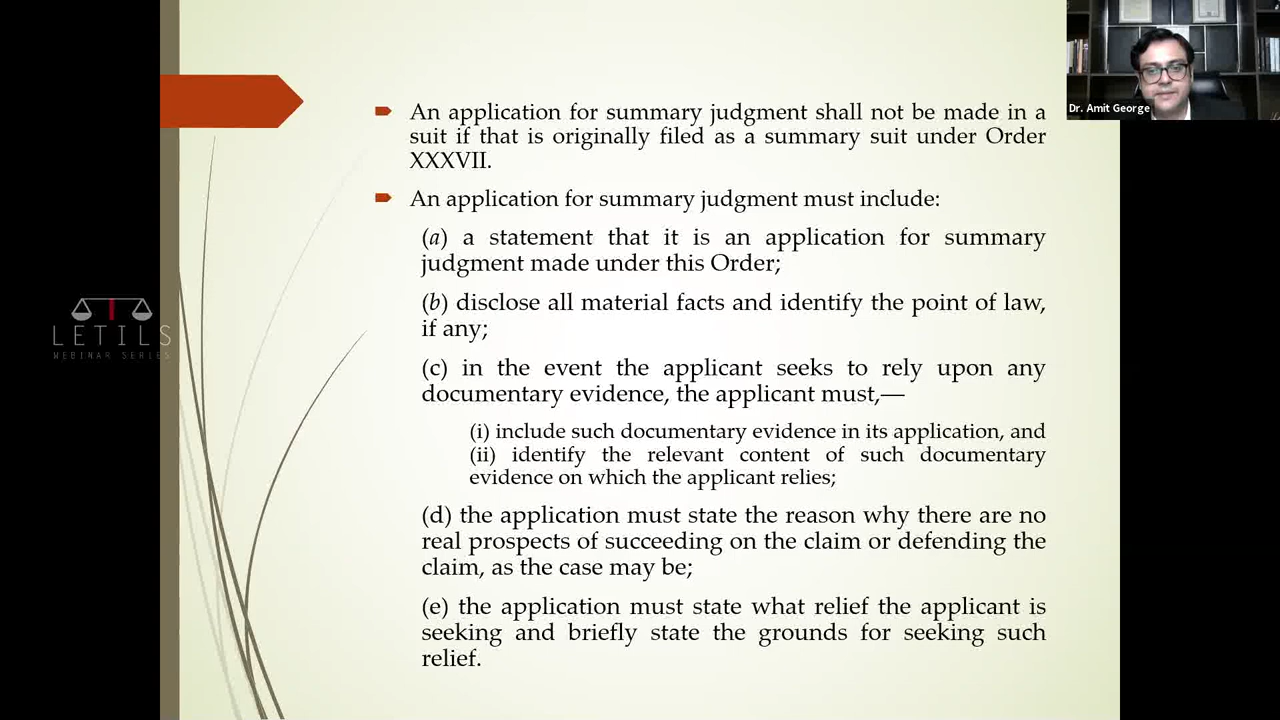 An application for summary judgment shall not be made in a
suit if that is originally filed as a summary suit under Order
XXXVII.
An application for summary judgment must include:
(a) a statement that it is an application for summary
judgment made under this Order;
(b) disclose all material facts and identify the point of law,
if any;
(c) in the event the applicant seeks to rely upon any
documentary evidence, the applicant must,—
(i) include such documentary evidence in its application, and
(ii) identify the relevant content of such documentary
evidence on which the applicant relies;
(d) the application must state the reason why there are no
real prospects of succeeding on the claim or defending the
claim, as the case may be;
(e) the application must state what relief the applicant is
seeking and briefly state the grounds for seeking such
relief.
Dr. Amit George
LETILS
WEBINAR SERIES